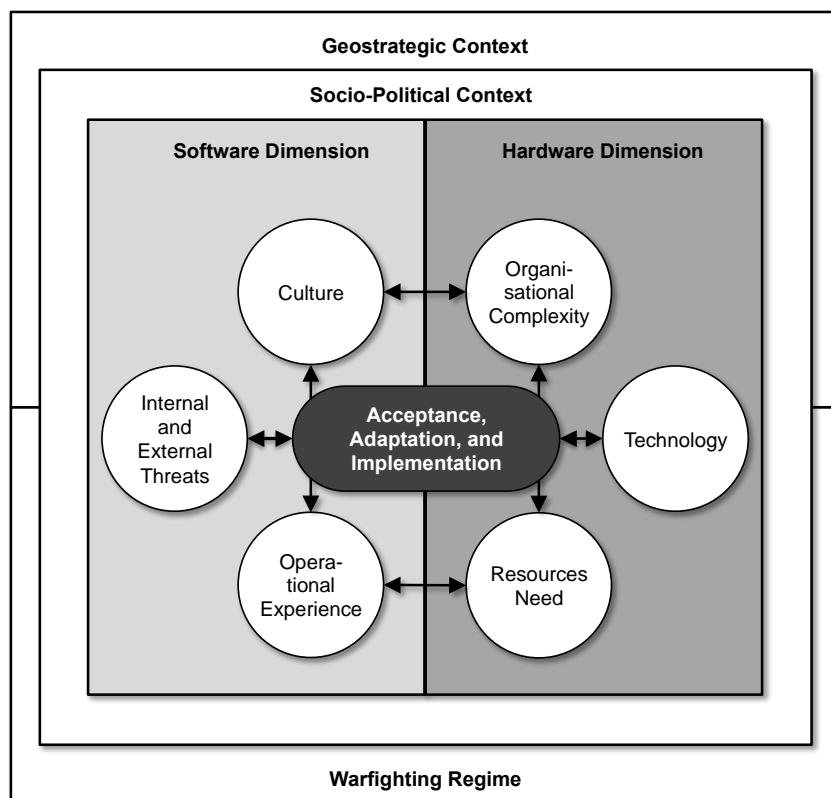 Geostrategic Context
Socio-Political Context
Software Dimension
Hardware Dimension
Culture
Organi-
sational
Complexity
Internal
and
External
Threats
Acceptance,
Adaptation, and
Implementation
Technology
Opera-
tional
Experience
Resources
Need
Warfighting Regime